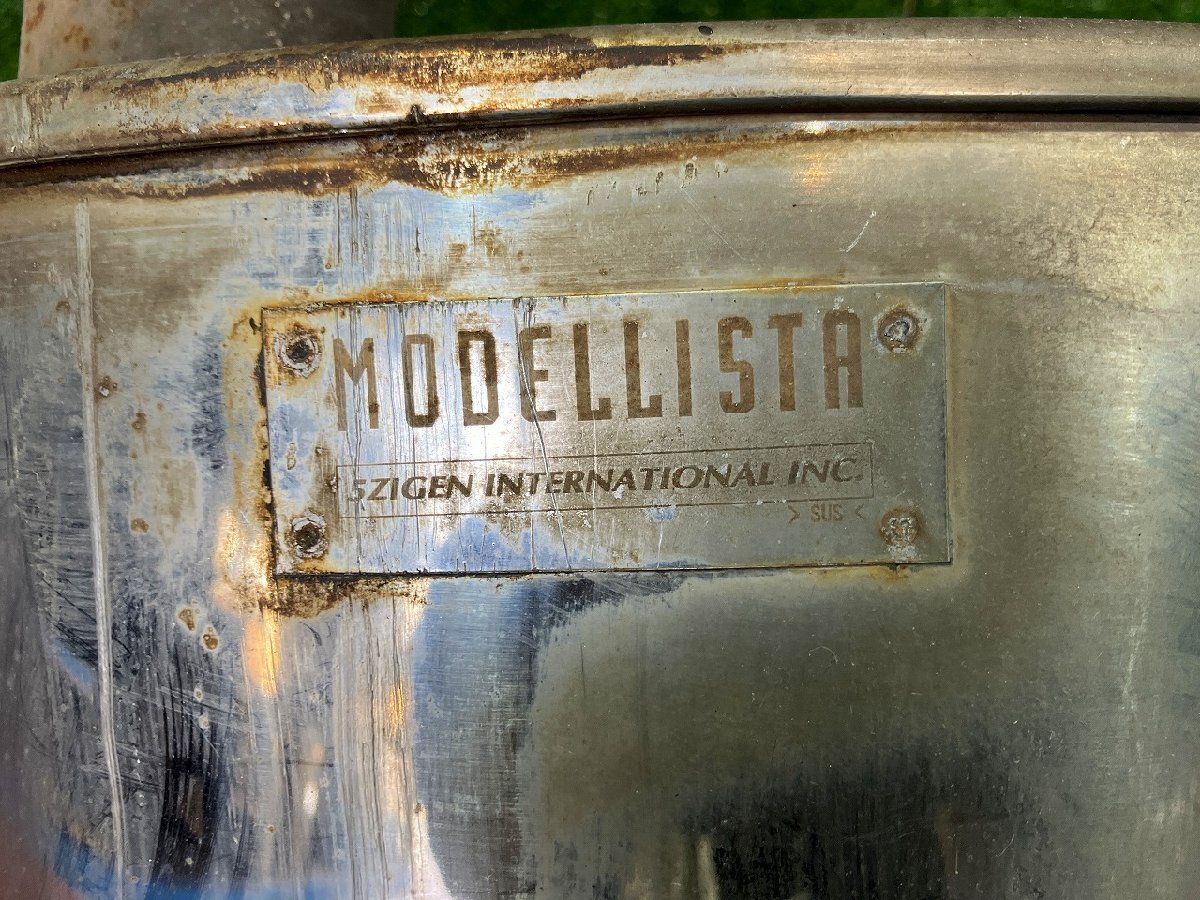 MODELLISTA
5ZIGEN INTERNATIONAL INC.
> SUS <